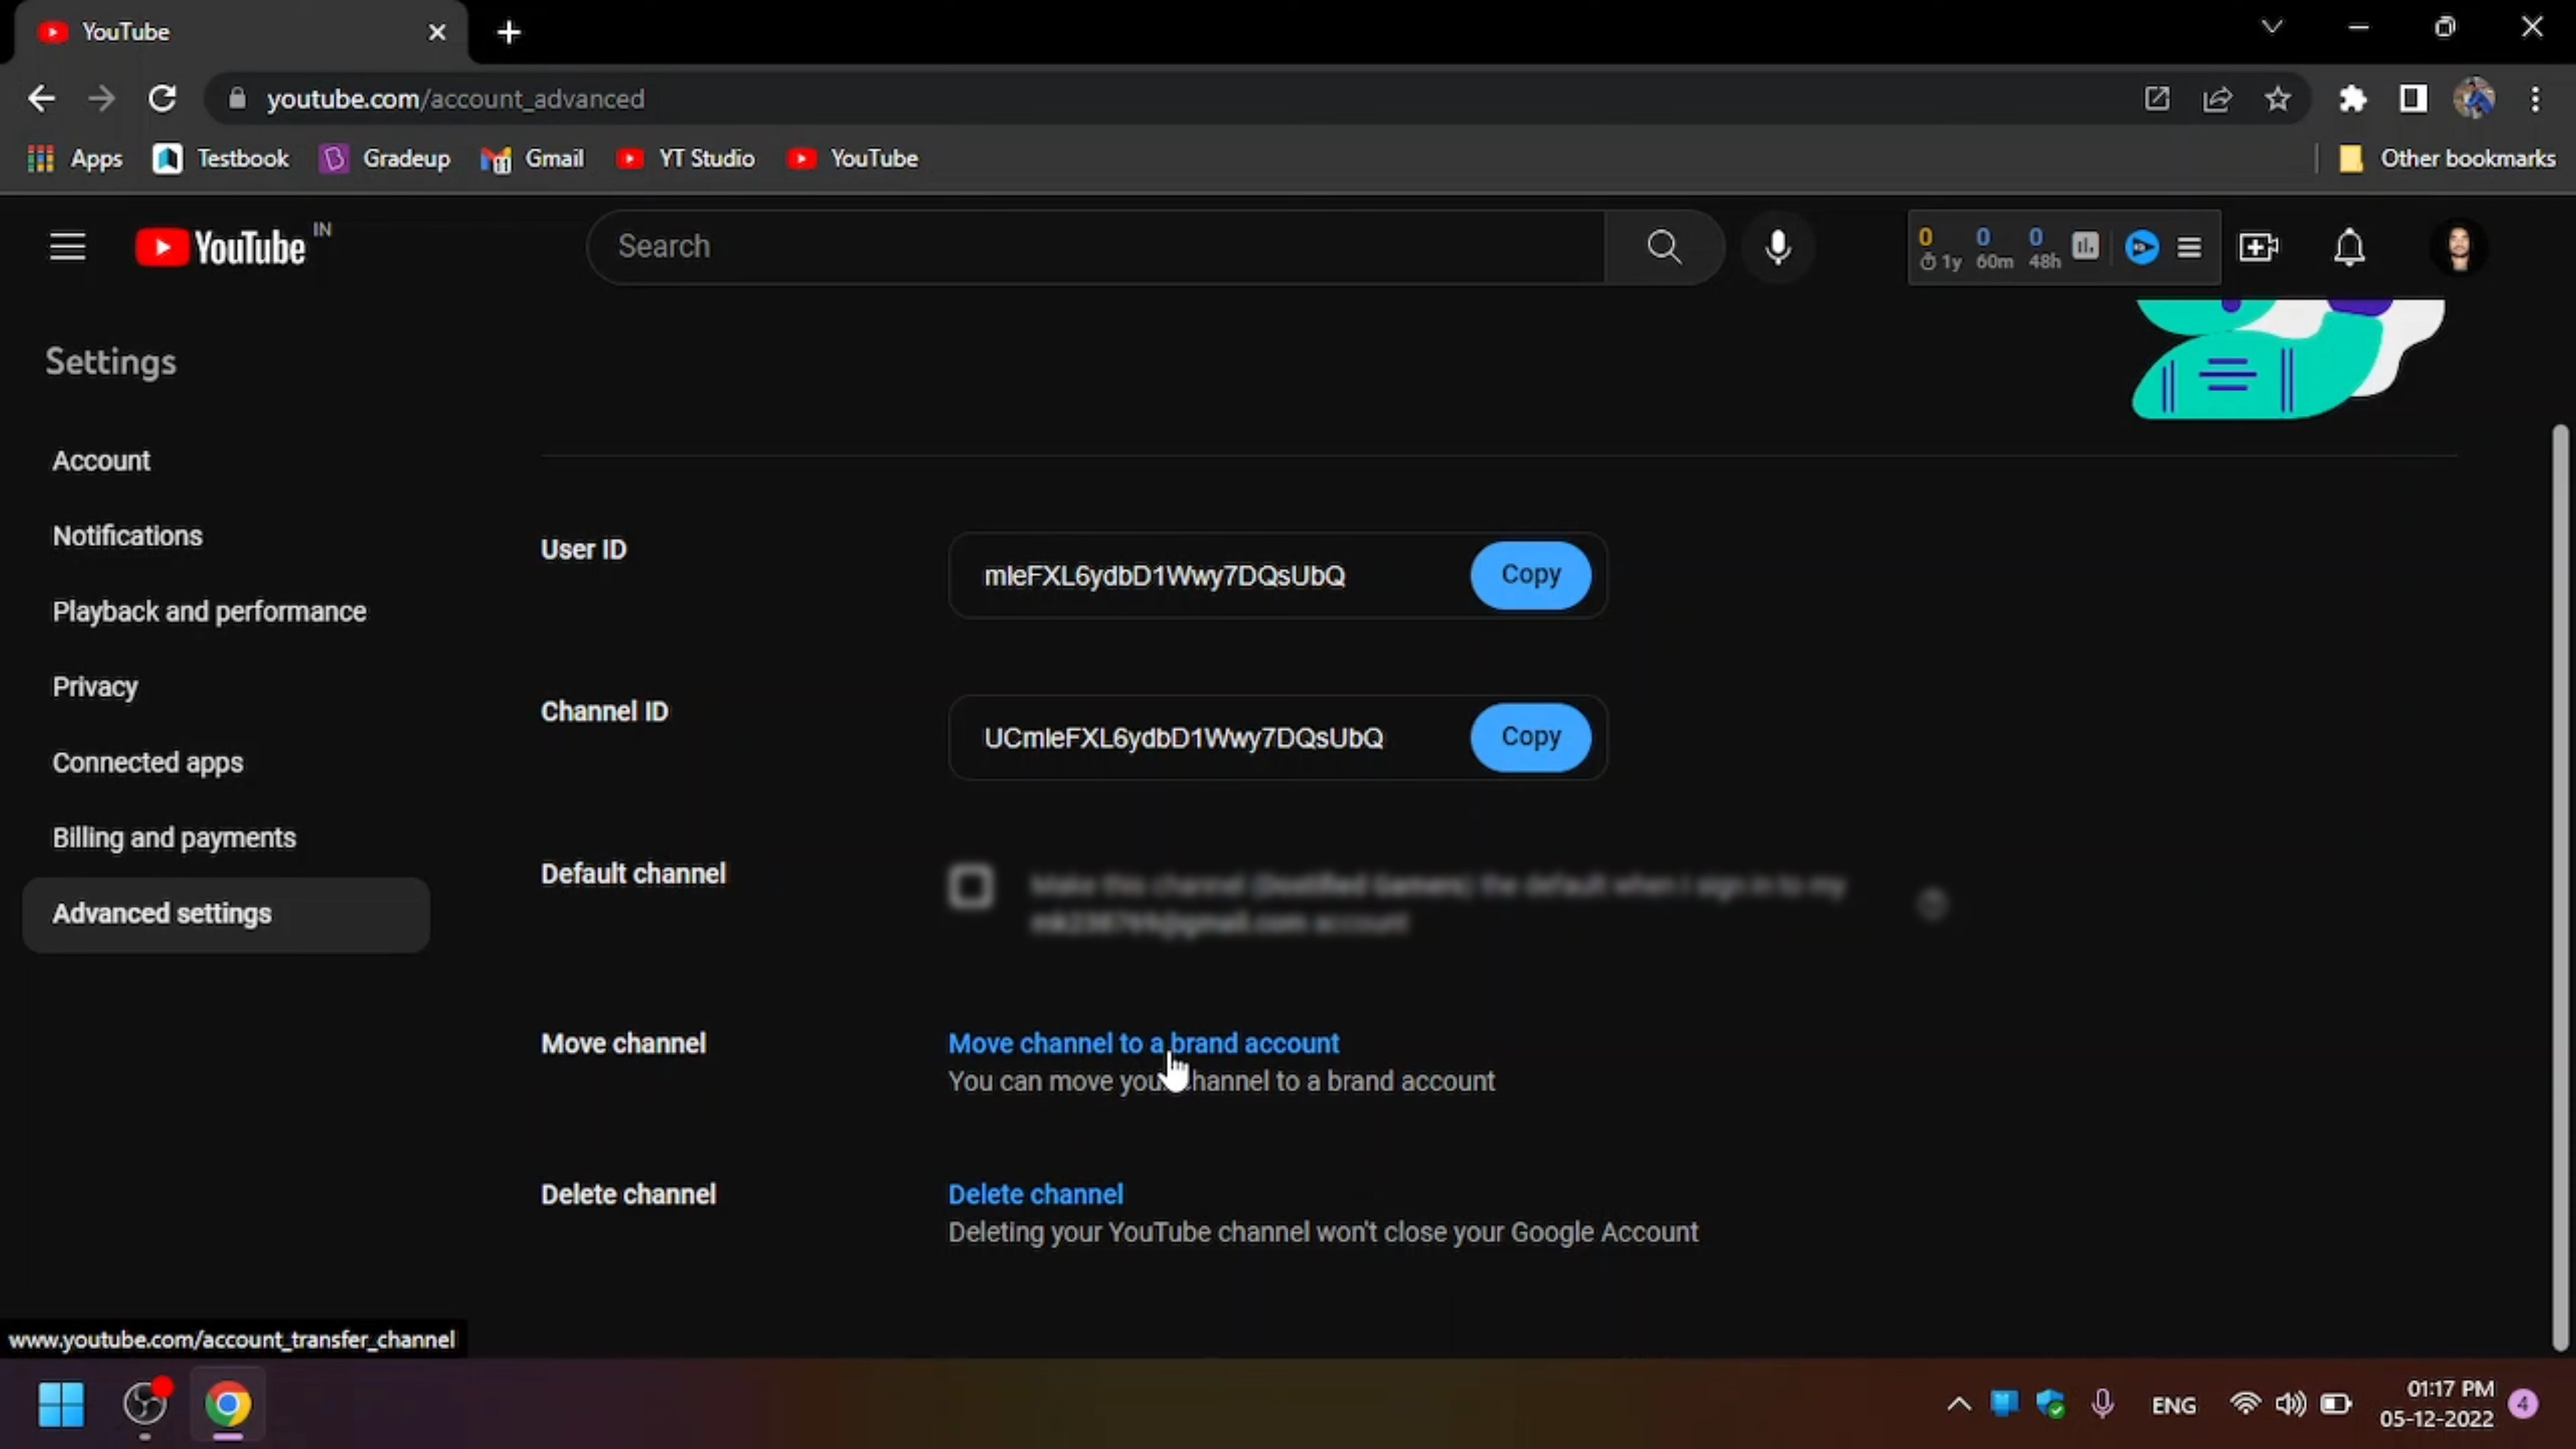 YouTube
youtube.com/account_advanced
Apps
Testbook
Gradeup
Gmail
YT Studio
YouTube
Other bookmarks
YouTube IN
Search
0 0 0
1y 60m 48h
Settings
Account
Notifications
Playback and performance
Privacy
Connected apps
Billing and payments
Advanced settings
User ID
mleFXL6ydbD1Wwy7DQsUbQ
Copy
Channel ID
UCmleFXL6ydbD1Wwy7DQsUbQ
Copy
Default channel
Move channel
Move channel to a brand account
You can move your channel to a brand account
Delete channel
Delete channel
Deleting your YouTube channel won't close your Google Account
www.youtube.com/account_transfer_channel
ENG
01:17 PM
05-12-2022
4